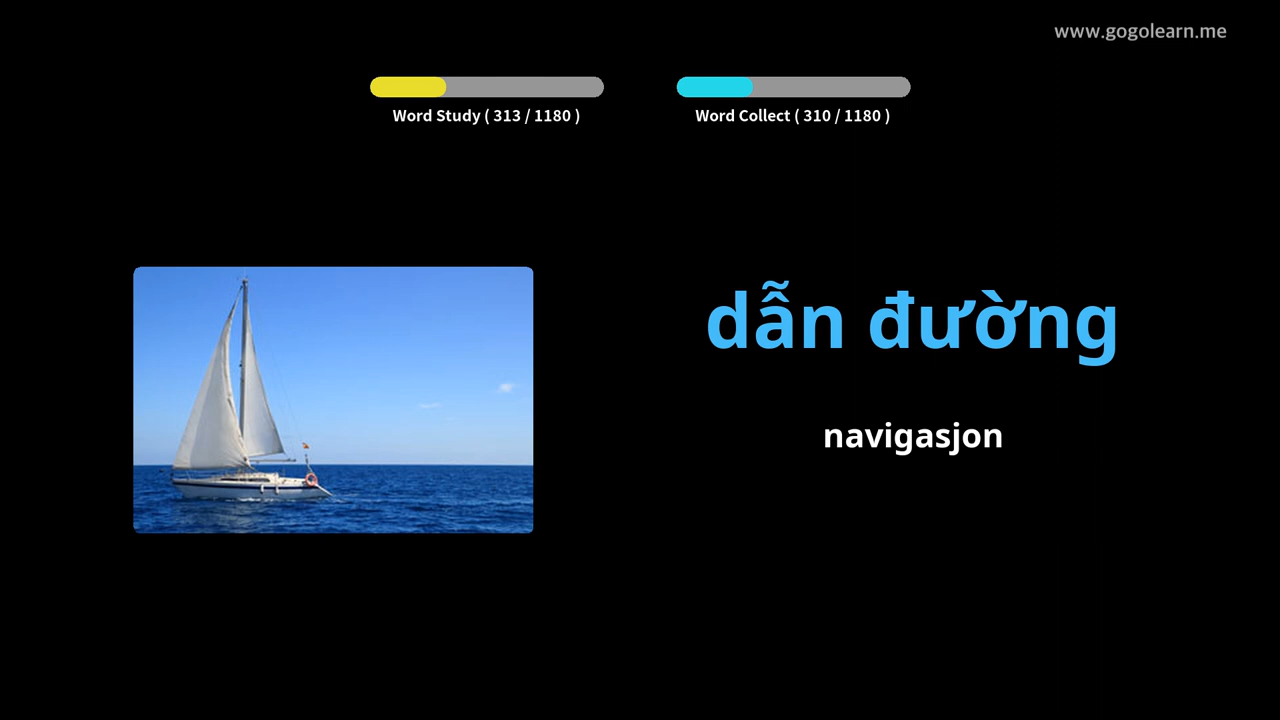 www.gogolearn.me
Word Study ( 313 / 1180 )
Word Collect ( 310 / 1180 )
dẫn đường
navigasjon